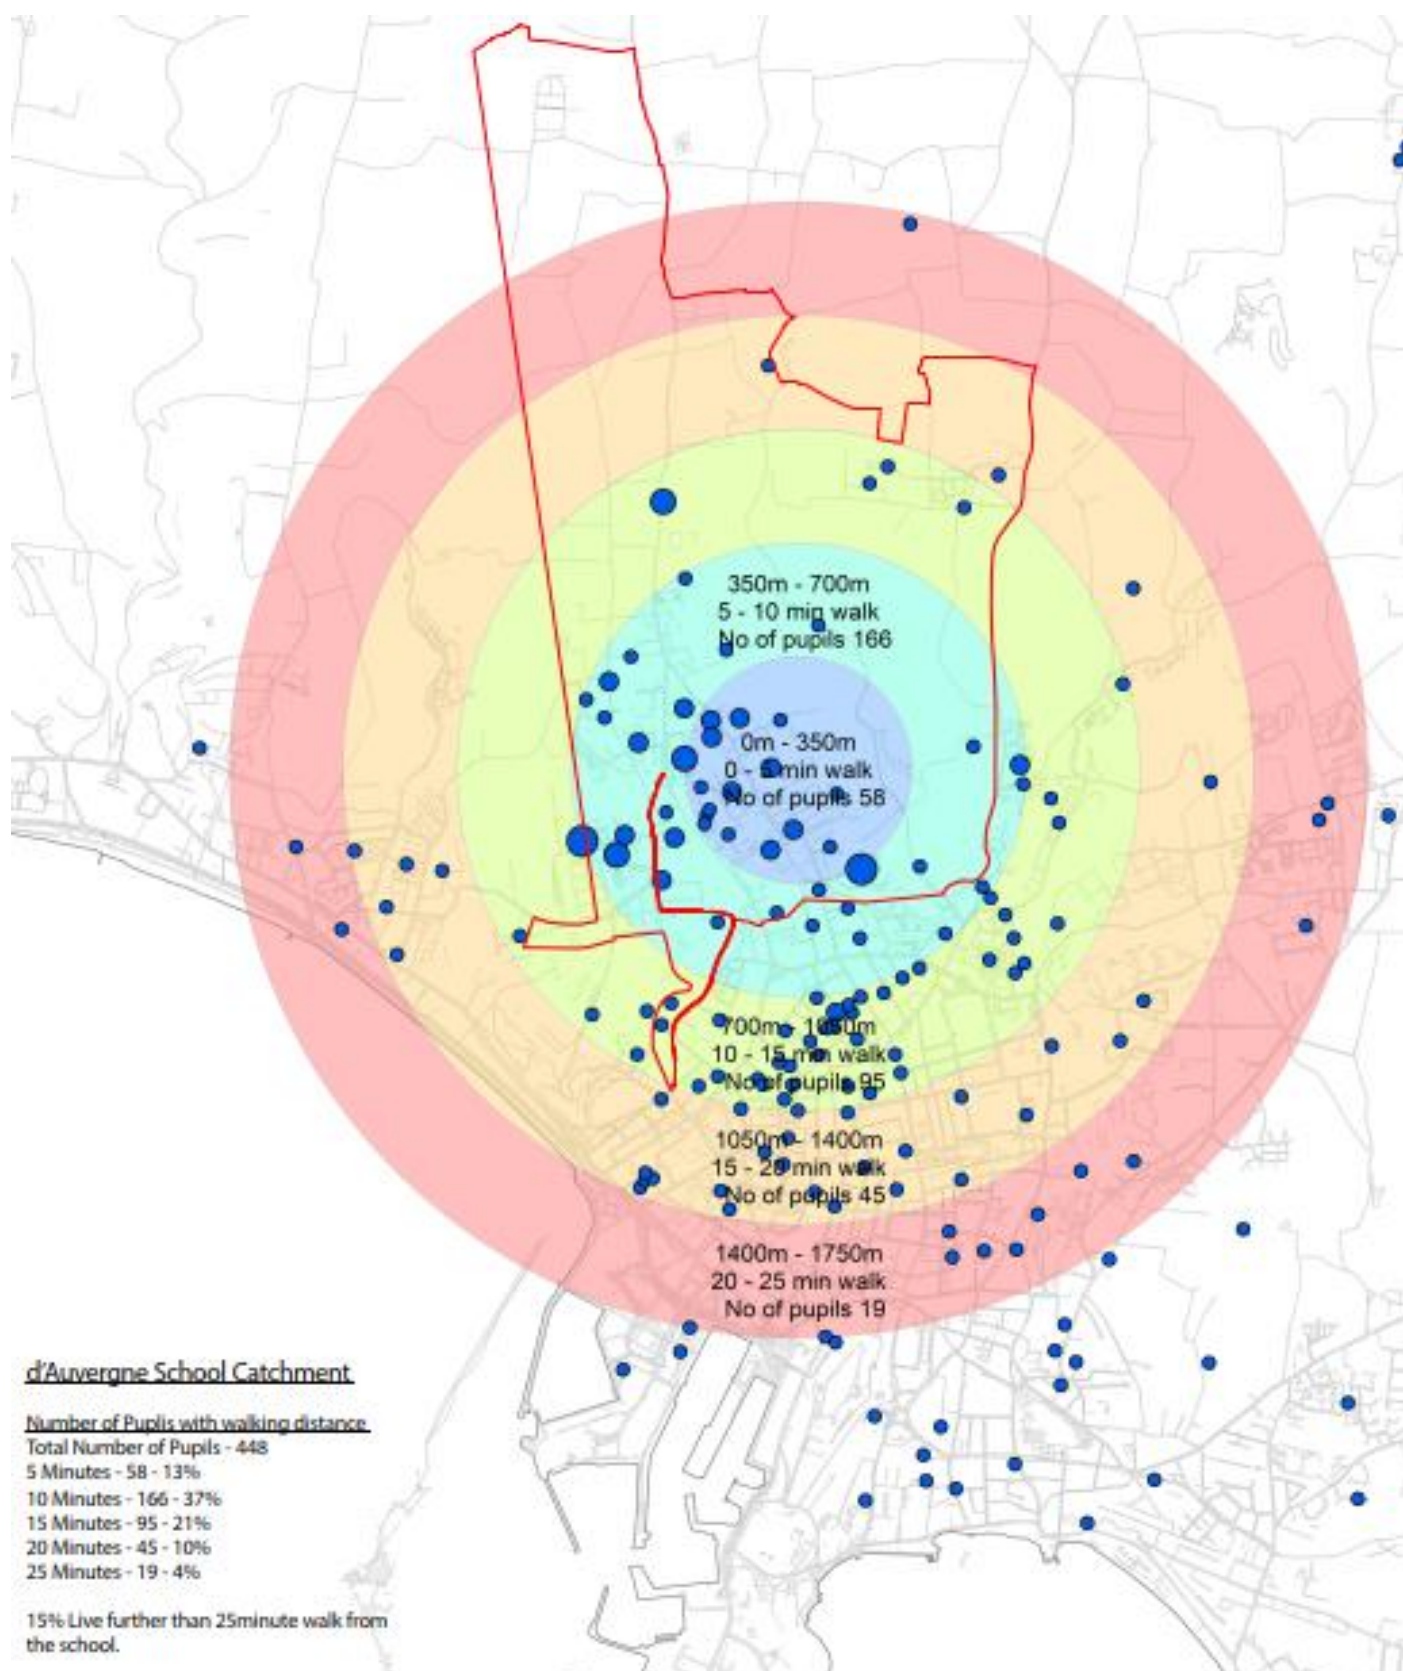 350m - 700m
5 - 10 min walk
No of pupils 166
0m - 350m
0 - 5 min walk
No of pupils 58
700m - 1050m
10 - 15 min walk
No of pupils 95
1050m - 1400m
15 - 20 min walk
No of pupils 45
1400m - 1750m
20 - 25 min walk
No of pupils 19
d'Auvergne School Catchment
Number of Puplis with walking distance
Total Number of Pupils - 448
5 Minutes - 58 - 13%
10 Minutes - 166 - 37%
15 Minutes - 95 - 21%
20 Minutes - 45 - 10%
25 Minutes - 19 - 4%
15% Live further than 25minute walk from
the school.